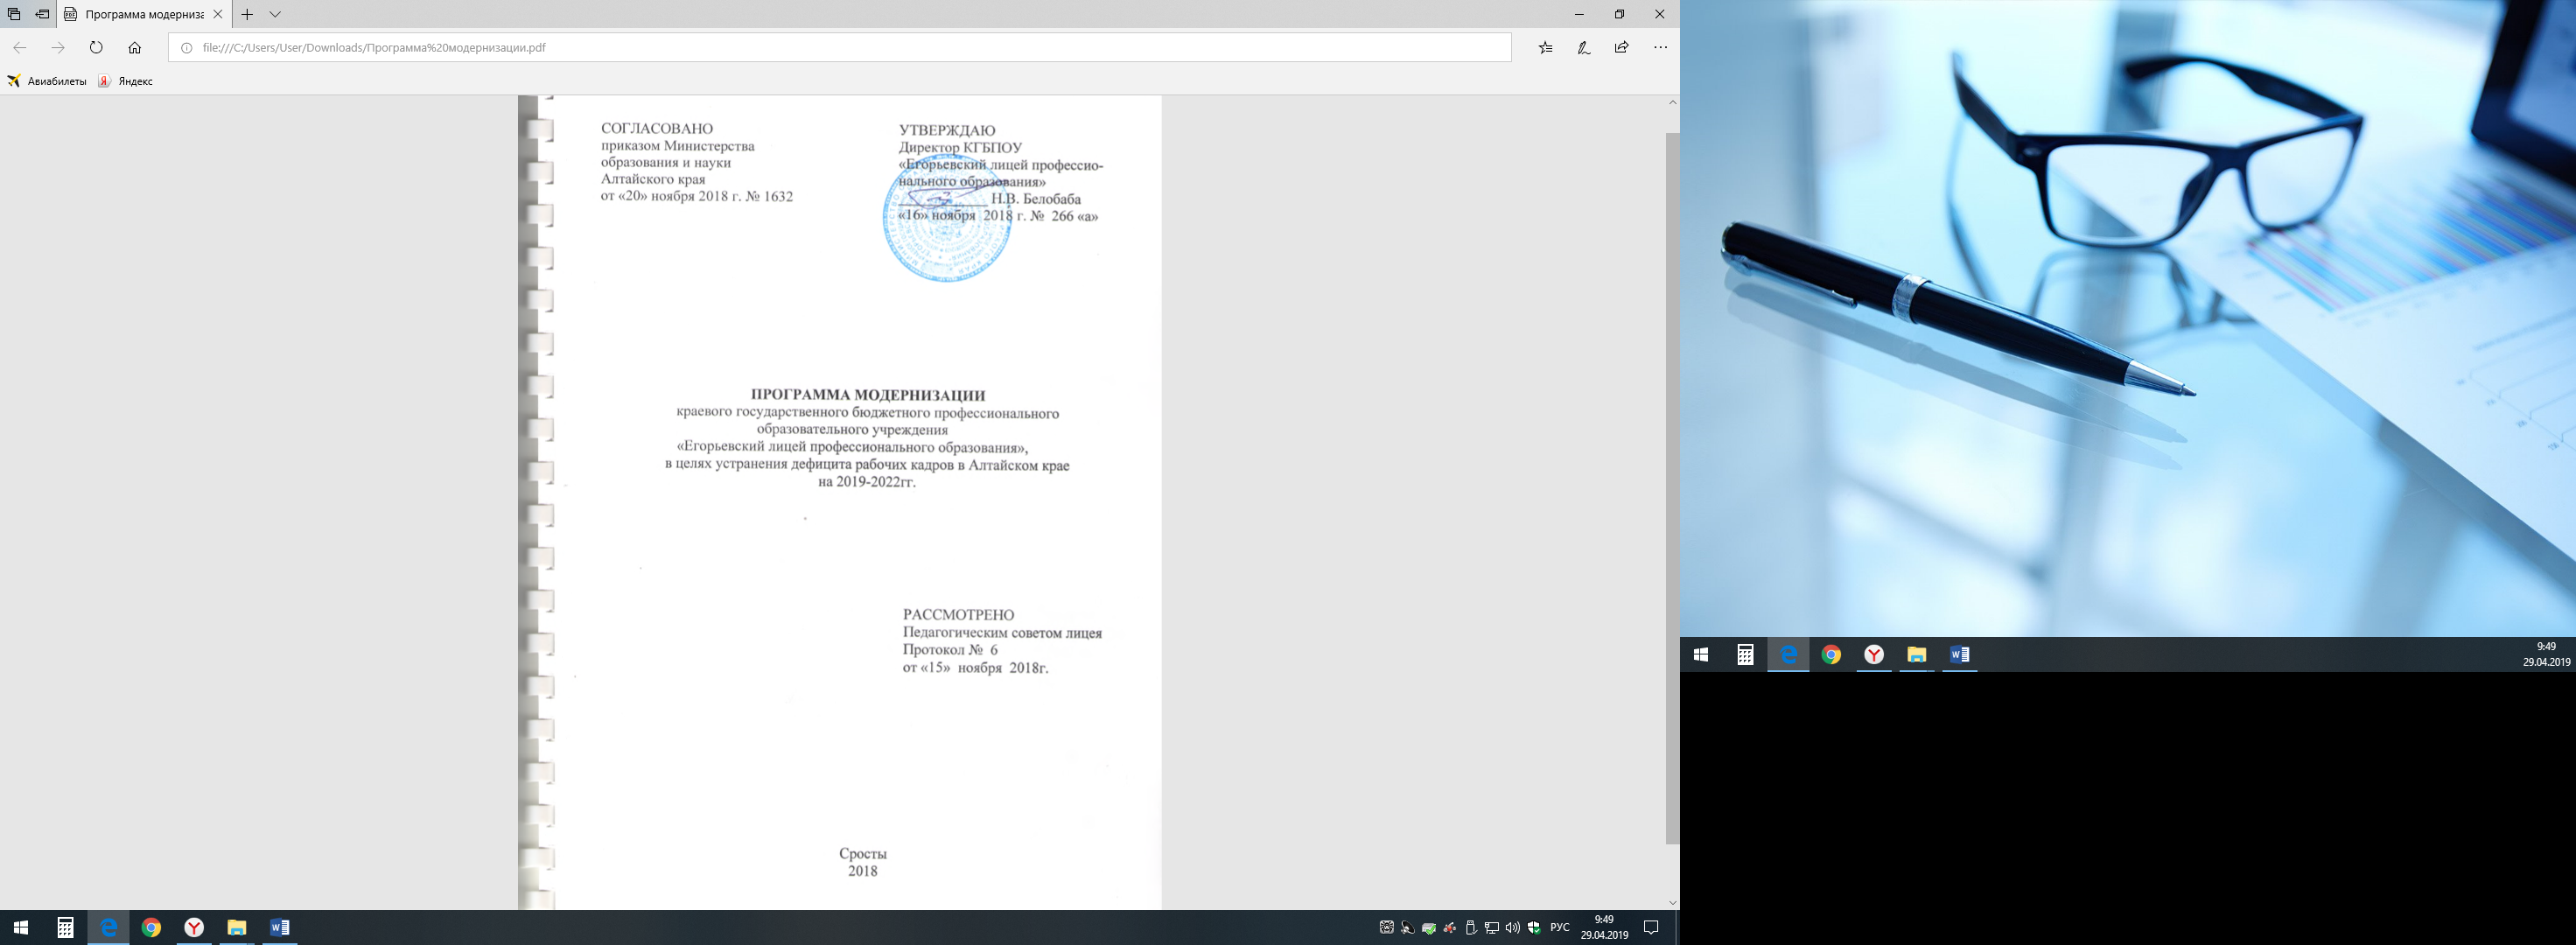 Программа модерниза
file:///C:/Users/User/Downloads/Программа%20модернизации.pdf
Авиабилеты
Яндекс
СОГЛАСОВАНО
приказом Министерства
образования и науки
Алтайского края
от «20» ноября 2018 г. № 1632
УТВЕРЖДАЮ
Директор КГБПОУ
«Егорьевский лицей профессио-
нального образования»
Н.В. Белобаба
«16» ноября 2018 г. № 266 «а»
ПРОГРАММА МОДЕРНИЗАЦИИ
краевого государственного бюджетного профессионального
образовательного учреждения
«Егорьевский лицей профессионального образования»,
в целях устранения дефицита рабочих кадров в Алтайском крае
на 2019-2022гг.
РАССМОТРЕНО
Педагогическим советом лицея
Протокол № 6
от «15» ноября 2018г.
Сросты
2018
РУС
9:49
29.04.2019
9:49
29.04.2019